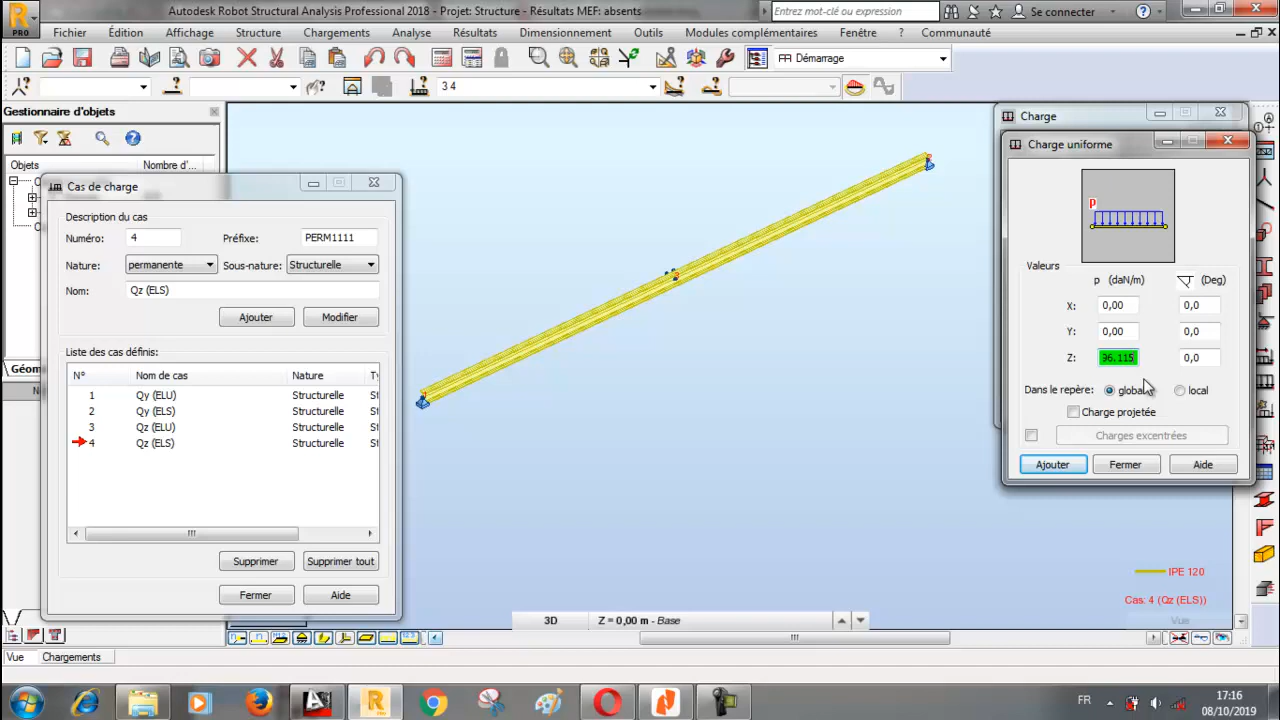 Autodesk Robot Structural Analysis Professional 2018 - Projet: Structure - Résultats MEF: absents
Entrez mot-clé ou expression
Se connecter
PRO
Fichier Édition Affichage Structure Chargements Analyse Résultats Dimensionnement Outils Modules complémentaires Fenêtre ? Communauté
Démarrage
3 4
Gestionnaire d'objets
Objets Nombre d'...
Cas de charge
Description du cas
Numéro: 4 Préfixe: PERM1111
Nature: permanente Sous-nature: Structurelle
Nom: Qz (ELS)
Ajouter Modifier
Liste des cas définis:
N° Nom de cas Nature
1 Qy (ELU) Structurelle
2 Qy (ELS) Structurelle
3 Qz (ELU) Structurelle
4 Qz (ELS) Structurelle
Supprimer Supprimer tout
Fermer Aide
Charge
Charge uniforme
p
Valeurs
p (daN/m) (Deg)
X: 0,00 0,0
Y: 0,00 0,0
Z: 96.115 0,0
Dans le repère: global local
Charge projetée
Charges excentrées
Ajouter Fermer Aide
IPE 120
Cas: 4 (Qz (ELS))
3D Z = 0,00 m - Base
Vue
Vue Chargements
FR
17:16
08/10/2019